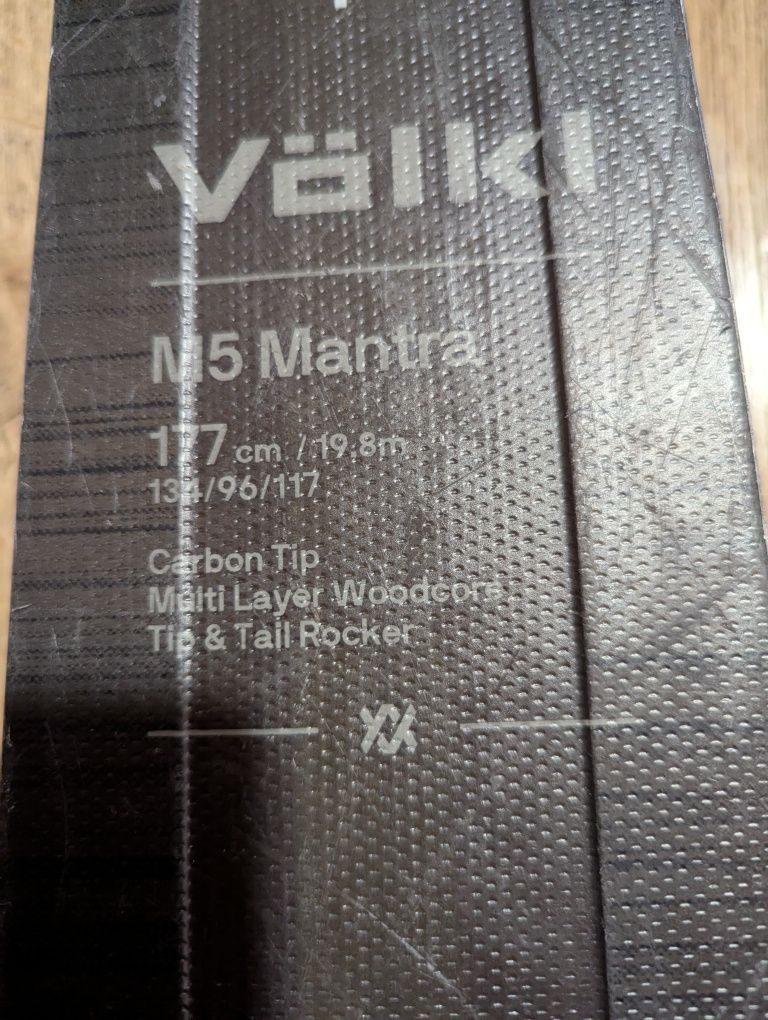 Völkl
M5 Mantra
177 cm / 19.8m
134/96/117
Carbon Tip
Multi Layer Woodcore
Tip & Tail Rocker